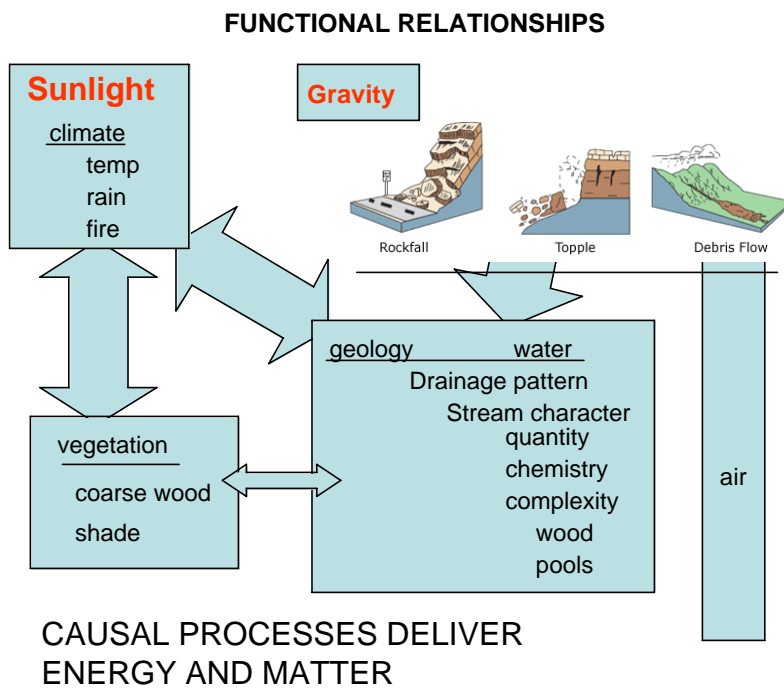 FUNCTIONAL RELATIONSHIPS
Sunlight
climate
temp
rain
fire
Gravity
Rockfall
Topple
Debris Flow
geology water
Drainage pattern
Stream character
quantity
chemistry
complexity
wood
pools
vegetation
coarse wood
shade
air
CAUSAL PROCESSES DELIVER
ENERGY AND MATTER